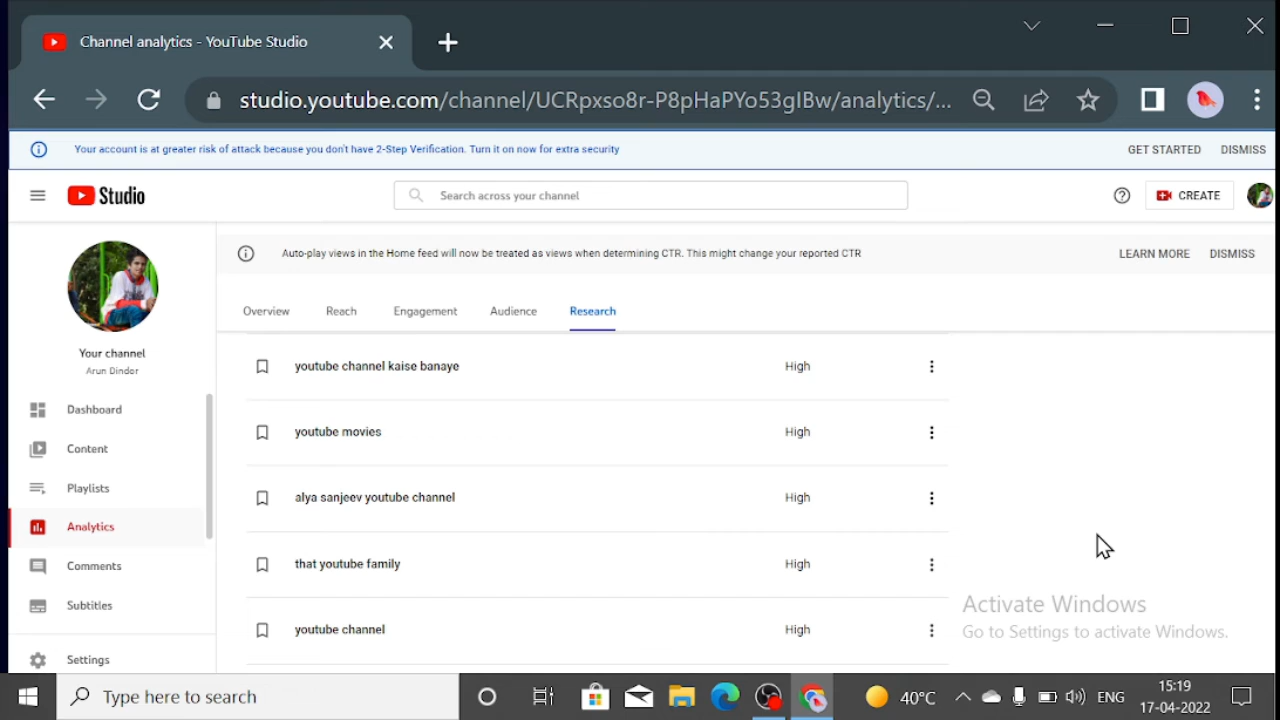 Channel analytics - YouTube Studio
studio.youtube.com/channel/UCRpxso8r-P8pHaPYo53gIBw/analytics/...
Your account is at greater risk of attack because you don't have 2-Step Verification. Turn it on now for extra security
GET STARTED
DISMISS
Studio
Search across your channel
CREATE
Auto-play views in the Home feed will now be treated as views when determining CTR. This might change your reported CTR
LEARN MORE
DISMISS
Overview
Reach
Engagement
Audience
Research
Your channel
Arun Dindor
Dashboard
Content
Playlists
Analytics
Comments
Subtitles
Settings
youtube channel kaise banaye High
youtube movies High
alya sanjeev youtube channel High
that youtube family High
youtube channel High
Activate Windows
Go to Settings to activate Windows.
Type here to search
40°C
ENG
15:19
17-04-2022